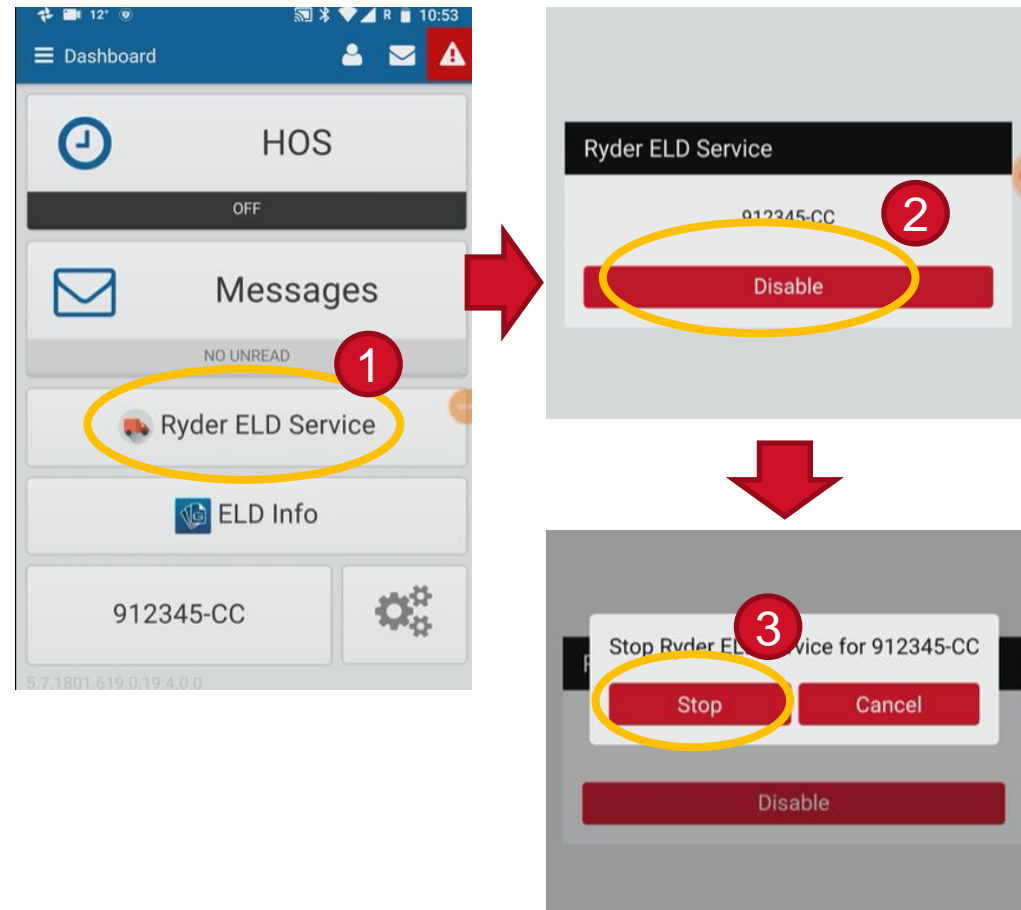 12° R 10:53
Dashboard
HOS
OFF
Messages
NO UNREAD
1
Ryder ELD Service
ELD Info
912345-CC
5.7.1801.619:0.19:4.0.0
Ryder ELD Service
912345-CC
2
Disable
3
Stop Ryder EL vice for 912345-CC
Stop Cancel
Disable